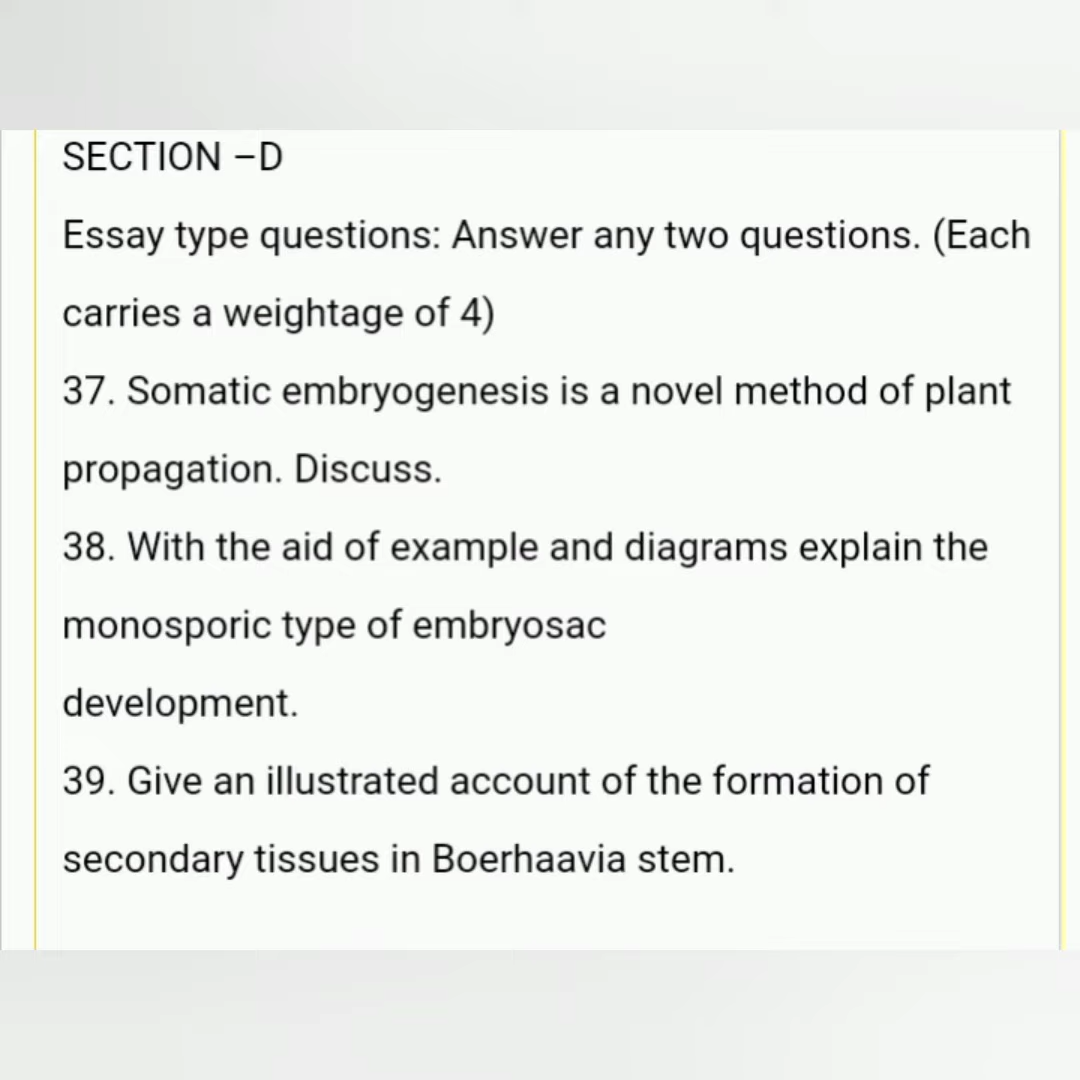 SECTION –D
Essay type questions: Answer any two questions. (Each
carries a weightage of 4)
37. Somatic embryogenesis is a novel method of plant
propagation. Discuss.
38. With the aid of example and diagrams explain the
monosporic type of embryosac
development.
39. Give an illustrated account of the formation of
secondary tissues in Boerhaavia stem.